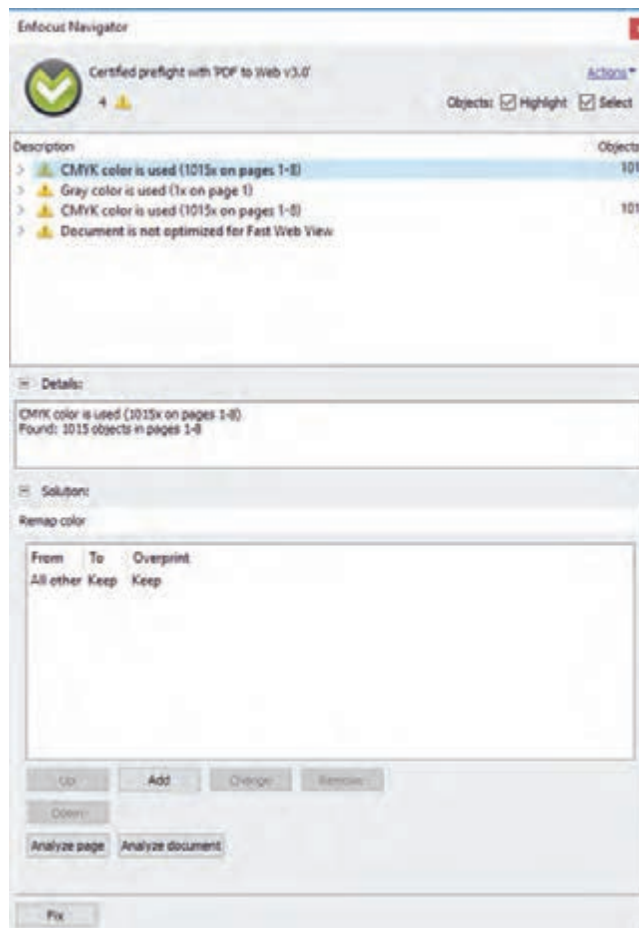 Enfocus Navigator
Certified preflight with 'PDF to Web v3.0'
Actions
4
Objects: Highlight Select
Description Objects
CMYK color is used (1015x on pages 1-8) 101
Gray color is used (1x on page 1)
CMYK color is used (1015x on pages 1-8) 101
Document is not optimized for Fast Web View
Details:
CMYK color is used (1015x on pages 1-8)
Found: 1015 objects in pages 1-8
Solution:
Remap color
From To Overprint
All other Keep Keep
Up Add Change Remove
Down
Analyze page Analyze document
Fix